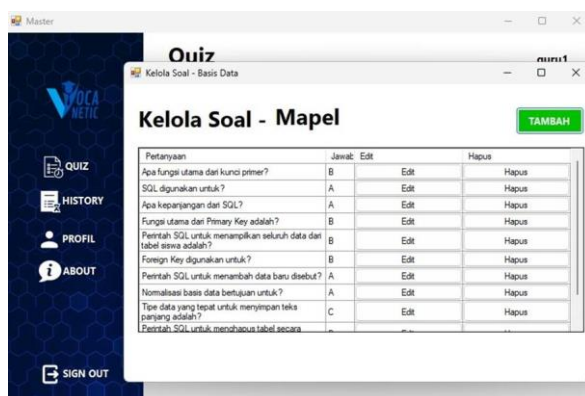 Master
Quiz
guru1
VOCA
NETIC
QUIZ
HISTORY
PROFIL
ABOUT
SIGN OUT
Kelola Soal - Basis Data
Kelola Soal - Mapel
TAMBAH
Pertanyaan Jawab Edit Hapus
Apa fungsi utama dari kunci primer? B Edit Hapus
SQL digunakan untuk? A Edit Hapus
Apa kepanjangan dari SQL? A Edit Hapus
Fungsi utama dari Primary Key adalah? B Edit Hapus
Perintah SQL untuk menampilkan seluruh data dari
tabel siswa adalah? B Edit Hapus
Foreign Key digunakan untuk? B Edit Hapus
Perintah SQL untuk menambah data baru disebut? A Edit Hapus
Normalisasi basis data bertujuan untuk? A Edit Hapus
Tipe data yang tepat untuk menyimpan teks
panjang adalah? C Edit Hapus
Perintah SQL untuk menghapus tabel secara